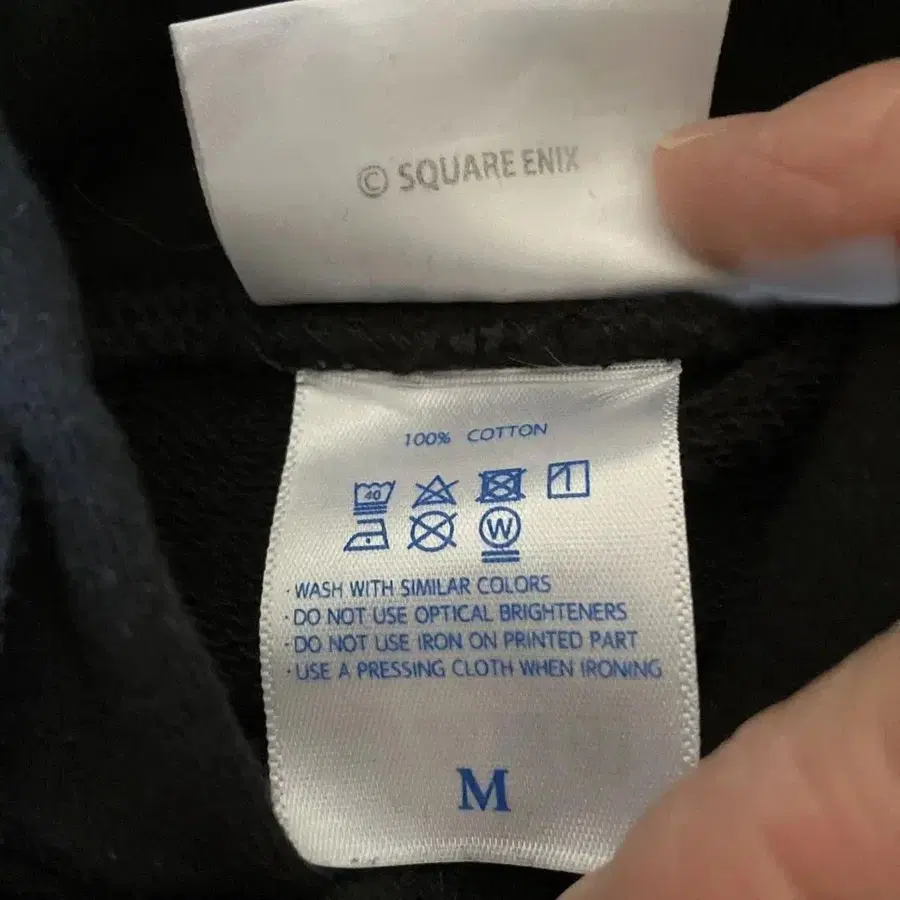 © SQUARE ENIX
100% COTTON
40
W
· WASH WITH SIMILAR COLORS
· DO NOT USE OPTICAL BRIGHTENERS
· DO NOT USE IRON ON PRINTED PART
· USE A PRESSING CLOTH WHEN IRONING
M